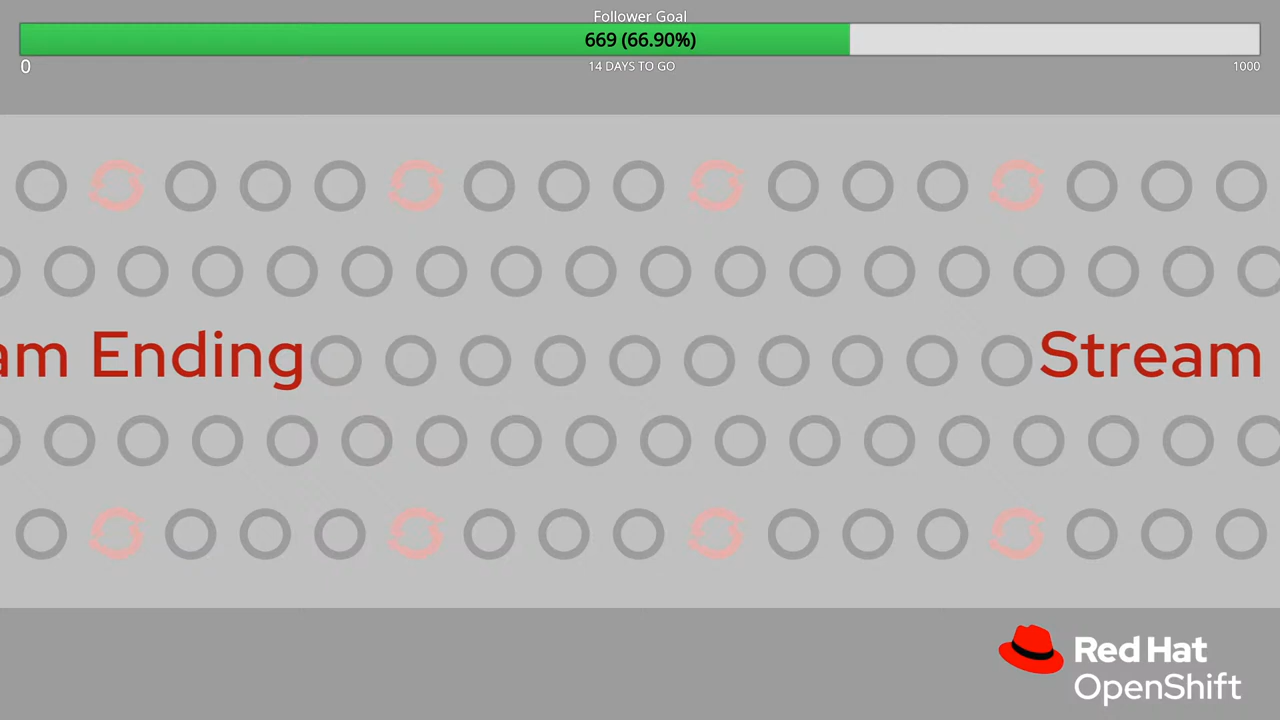 Follower Goal
669 (66.90%)
0 14 DAYS TO GO 1000
am Ending Stream
Red Hat
OpenShift